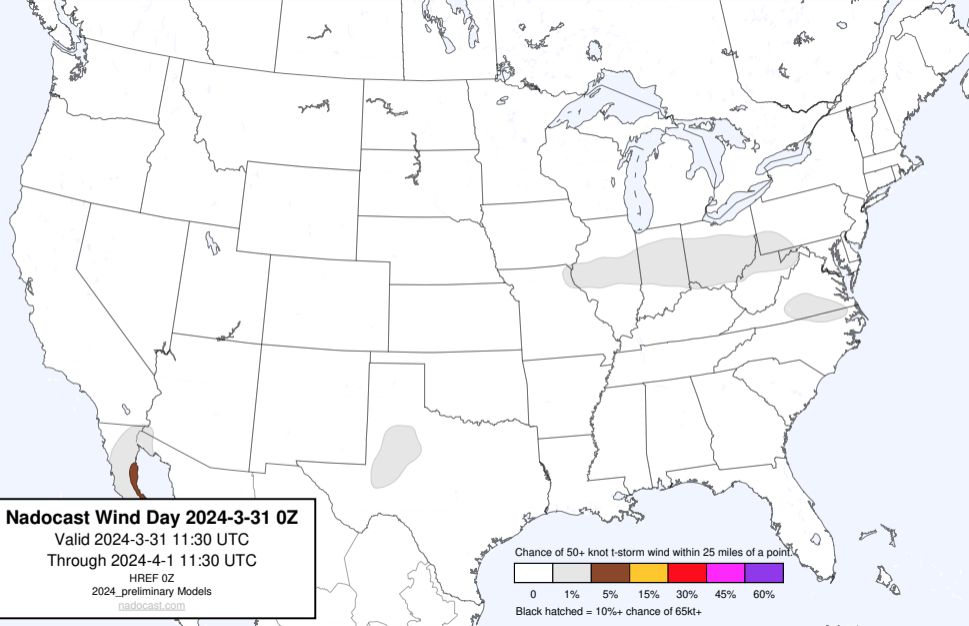 Nadocast Wind Day 2024-3-31 0Z
Valid 2024-3-31 11:30 UTC
Through 2024-4-1 11:30 UTC
HREF 0Z
2024_preliminary Models
nadocast.com
Chance of 50+ knot t-storm wind within 25 miles of a point.
0 1% 5% 15% 30% 45% 60%
Black hatched = 10%+ chance of 65kt+